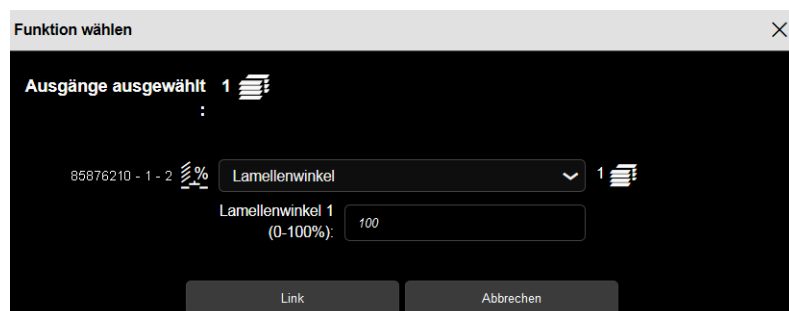 Funktion wählen
Ausgänge ausgewählt 1
:
85876210 - 1 - 2 % Lamellenwinkel 1
Lamellenwinkel 1
(0-100%): 100
Link Abbrechen